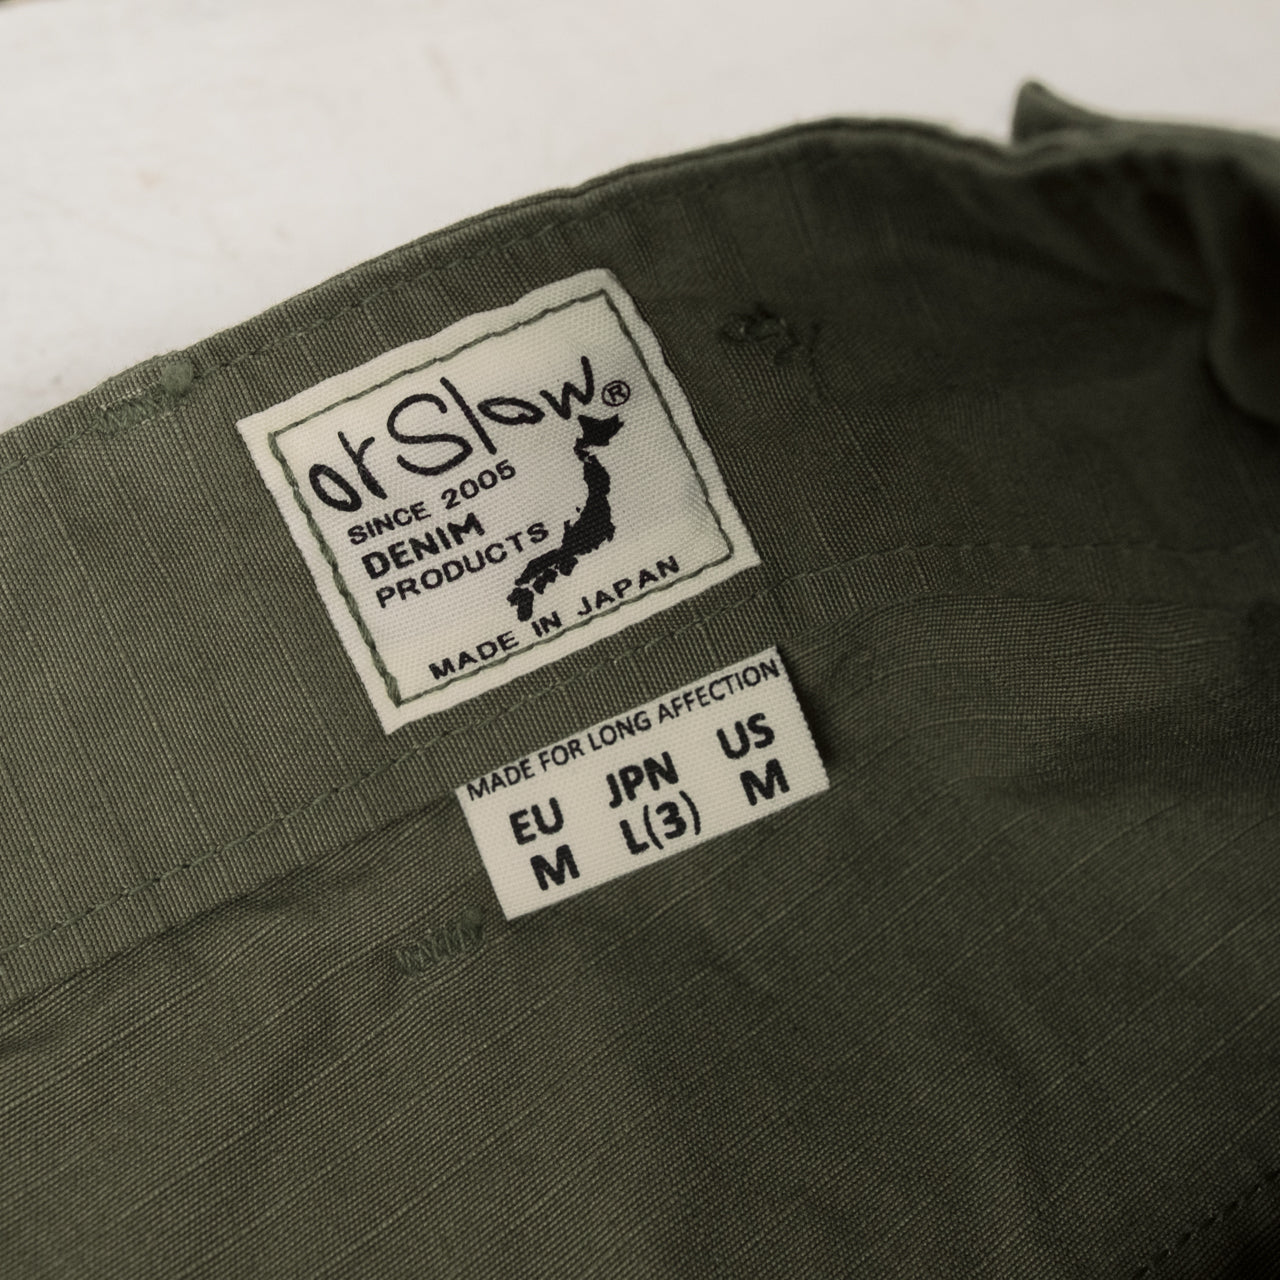 orSlow®
SINCE 2005
DENIM
PRODUCTS
MADE IN JAPAN
MADE FOR LONG AFFECTION
EU JPN US
M L(3) M